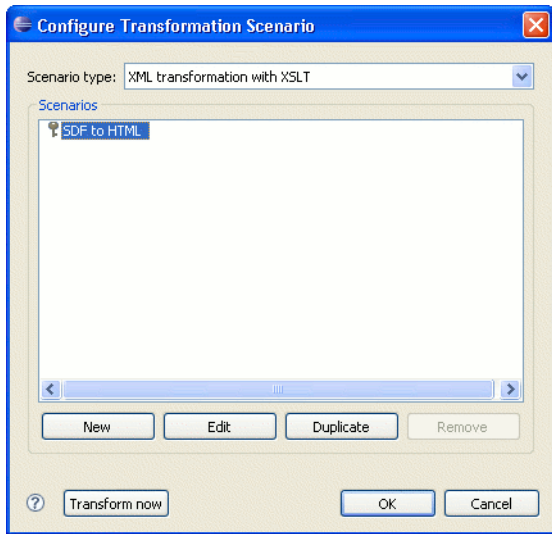 Configure Transformation Scenario
Scenario type: XML transformation with XSLT
Scenarios
SDF to HTML
New Edit Duplicate Remove
? Transform now OK Cancel